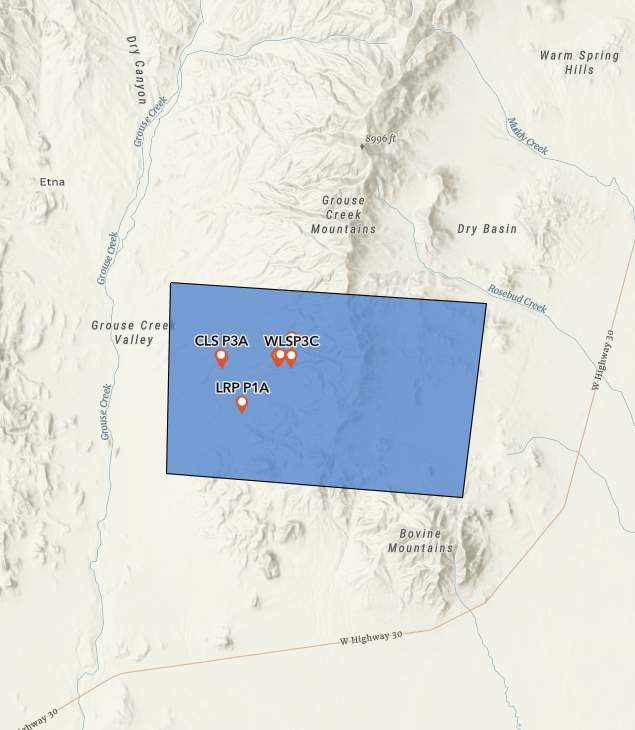 Dry Canyon
Warm Spring
Hills
Grouse Creek
Muddy Creek
8996 ft
Etna
Grouse
Creek
Mountains
Dry Basin
Grouse Creek
Rosebud Creek
Grouse Creek
Valley
CLS P3A
WLSP3C
W Highway 30
LRP P1A
Grouse Creek
Bovine
Mountains
W Highway 30
ghway 30